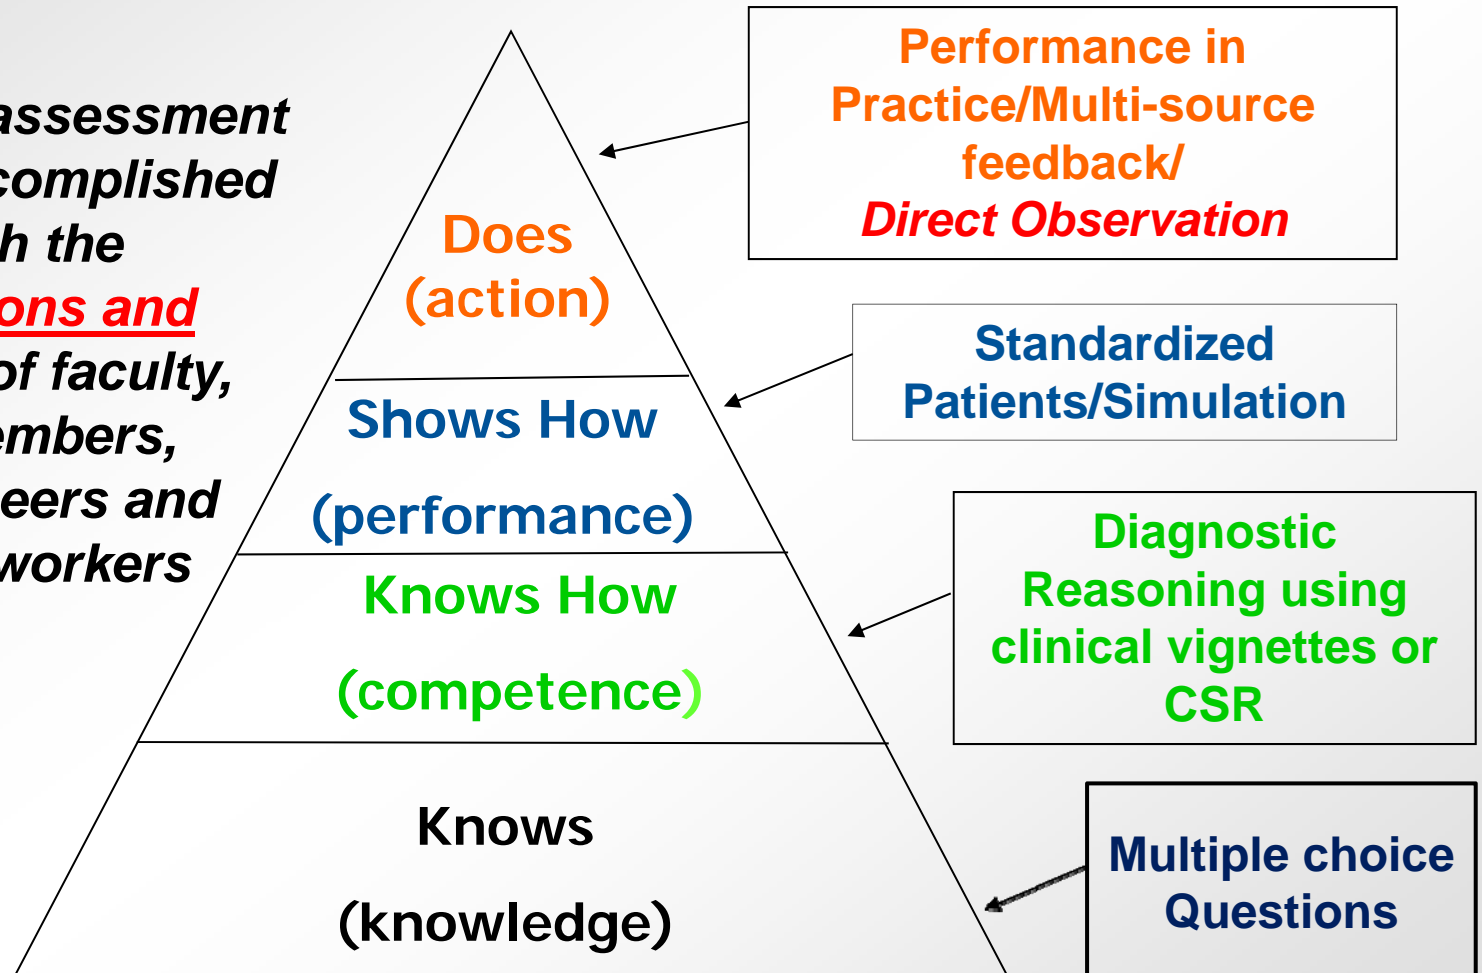 assessment
complished
h the
ons and
of faculty,
embers,
eers and
workers
Does
(action)
Shows How
(performance)
Knows How
(competence)
Knows
(knowledge)
Performance in
Practice/Multi-source
feedback/
Direct Observation
Standardized
Patients/Simulation
Diagnostic
Reasoning using
clinical vignettes or
CSR
Multiple choice
Questions